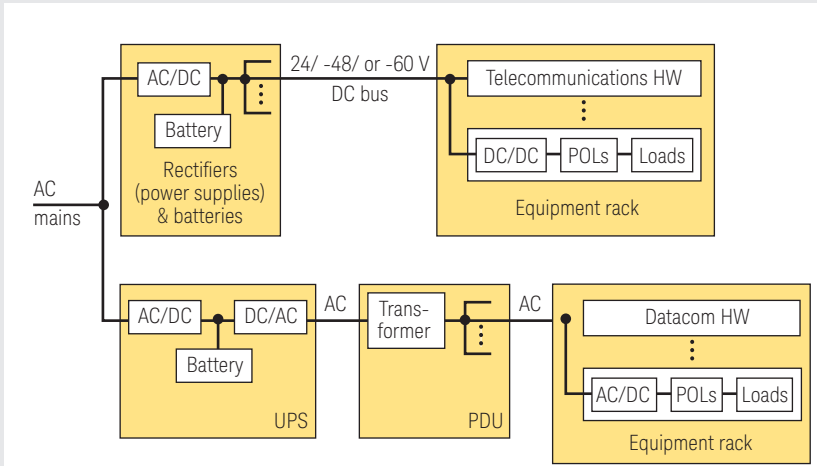 AC/DC
Battery
Rectifiers
(power supplies)
& batteries
24/ -48/ or -60 V
DC bus
Telecommunications HW
DC/DC
POLs
Loads
Equipment rack
AC
mains
AC/DC
DC/AC
Battery
UPS
AC
Trans-
former
PDU
AC
Datacom HW
AC/DC
POLs
Loads
Equipment rack